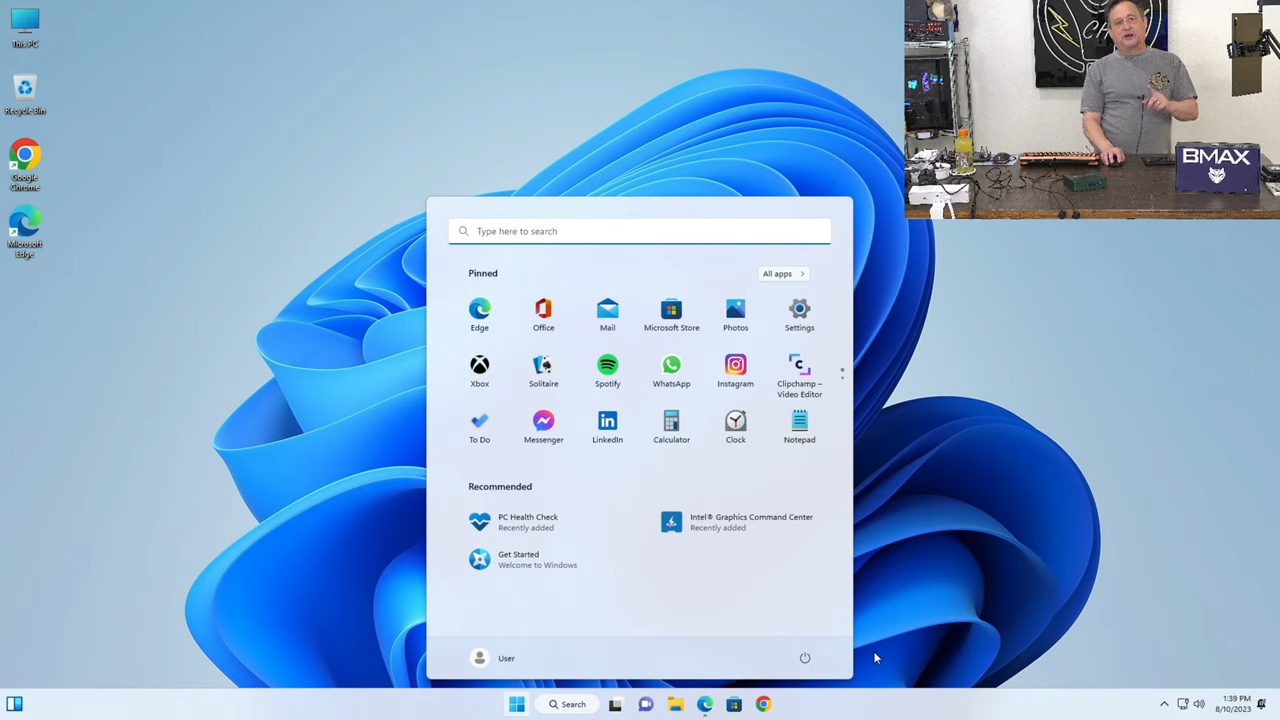 This PC
Recycle Bin
Google
Chrome
Microsoft
Edge
Type here to search
Pinned
All apps
Edge
Office
Mail
Microsoft Store
Photos
Settings
Xbox
Solitaire
Spotify
WhatsApp
Instagram
Clipchamp –
Video Editor
To Do
Messenger
LinkedIn
Calculator
Clock
Notepad
Recommended
PC Health Check
Recently added
Intel® Graphics Command Center
Recently added
Get Started
Welcome to Windows
User
Search
1:39 PM
8/10/2023
BMAX